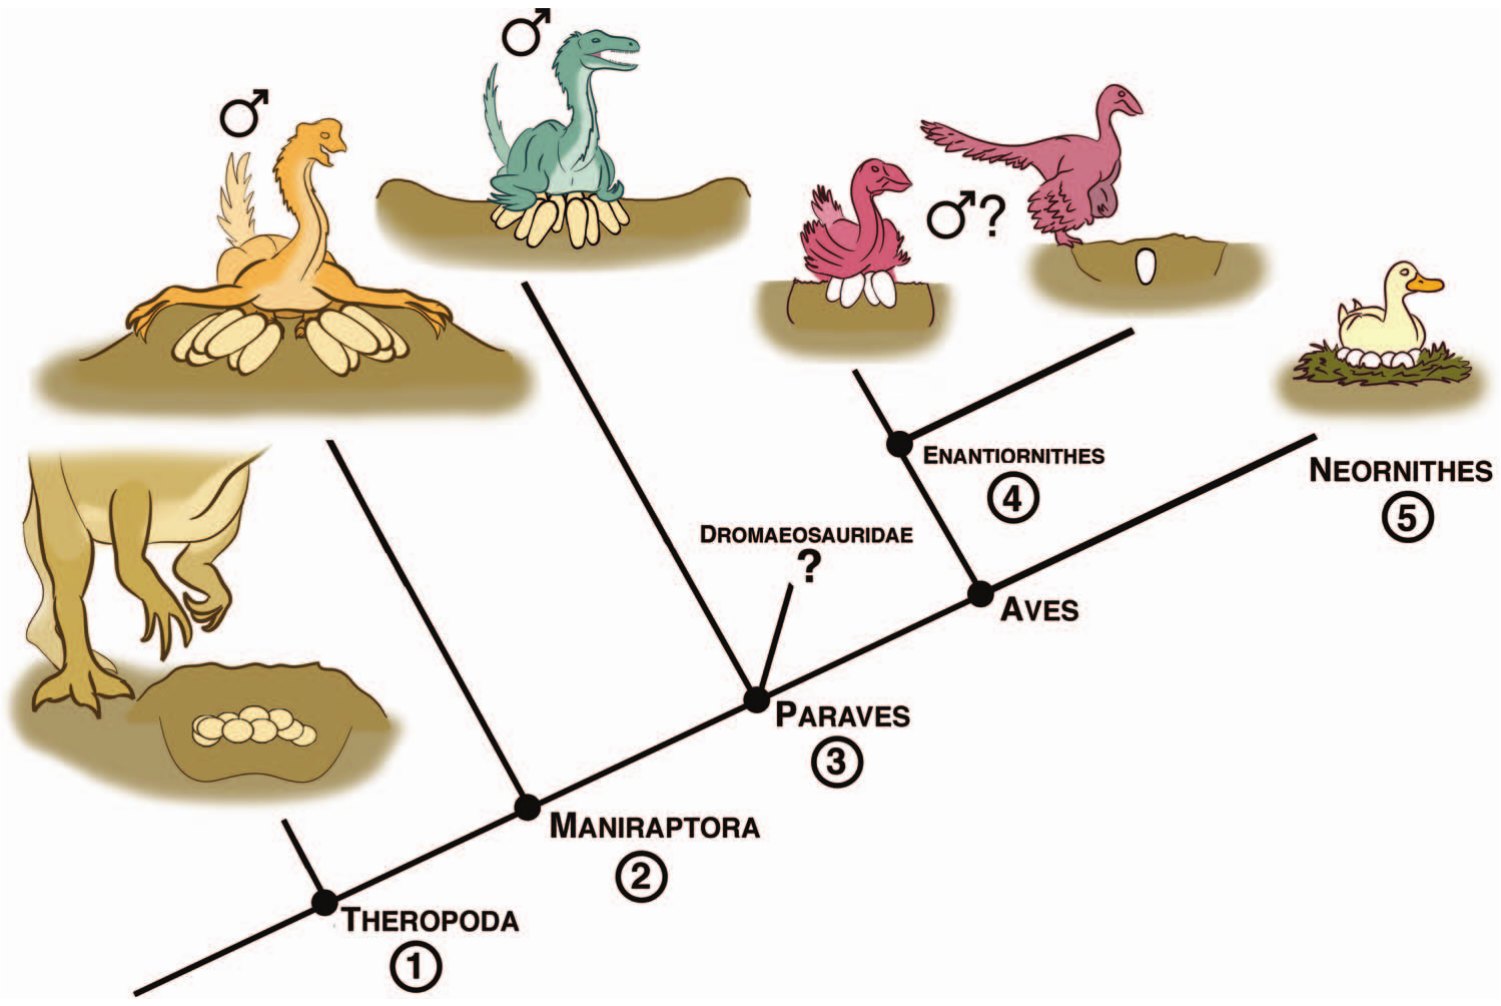 ♂
♂
♂?
ENANTIORNITHES
④
NEORNITHES
⑤
DROMAEOSAURIDAE
?
AVES
PARAVES
③
MANIRAPTORA
②
THEROPODA
①